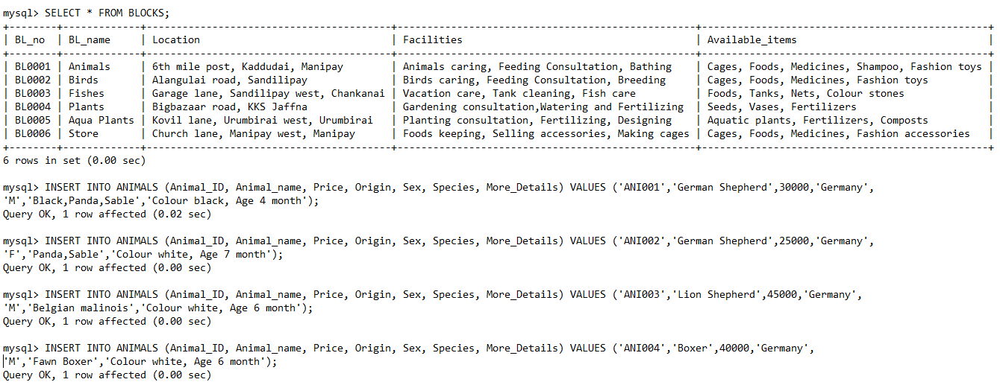 mysql> SELECT * FROM BLOCKS;
+--------+-------------+-----------------------------------------+--------------------------------------------------+------------------------------------------------+
| BL_no  | BL_name     | Location                                | Facilities                                       | Available_items                                |
+--------+-------------+-----------------------------------------+--------------------------------------------------+------------------------------------------------+
| BL0001 | Animals     | 6th mile post, Kaddudai, Manipay        | Animals caring, Feeding Consultation, Bathing    | Cages, Foods, Medicines, Shampoo, Fashion toys |
| BL0002 | Birds       | Alangulai road, Sandilipay              | Birds caring, Feeding Consultation, Breeding     | Cages, Foods, Medicines, Fashion toys          |
| BL0003 | Fishes      | Garage lane, Sandilipay west, Chankanai | Vacation care, Tank cleaning, Fish care          | Foods, Tanks, Nets, Colour stones              |
| BL0004 | Plants      | Bigbazaar road, KKS Jaffna              | Gardening consultation,Watering and Fertilizing  | Seeds, Vases, Fertilizers                      |
| BL0005 | Aqua Plants | Kovil lane, Urumbirai west, Urumbirai   | Planting consultation, Fertilizing, Designing    | Aquatic plants, Fertilizers, Composts          |
| BL0006 | Store       | Church lane, Manipay west, Manipay      | Foods keeping, Selling accessories, Making cages | Cages, Foods, Medicines, Fashion accessories   |
+--------+-------------+-----------------------------------------+--------------------------------------------------+------------------------------------------------+
6 rows in set (0.00 sec)

mysql> INSERT INTO ANIMALS (Animal_ID, Animal_name, Price, Origin, Sex, Species, More_Details) VALUES ('ANI001','German Shepherd',30000,'Germany',
'M','Black,Panda,Sable','Colour black, Age 4 month');
Query OK, 1 row affected (0.02 sec)

mysql> INSERT INTO ANIMALS (Animal_ID, Animal_name, Price, Origin, Sex, Species, More_Details) VALUES ('ANI002','German Shepherd',25000,'Germany',
'F','Panda,Sable','Colour white, Age 7 month');
Query OK, 1 row affected (0.00 sec)

mysql> INSERT INTO ANIMALS (Animal_ID, Animal_name, Price, Origin, Sex, Species, More_Details) VALUES ('ANI003','Lion Shepherd',45000,'Germany',
'M','Belgian malinois','Colour white, Age 6 month');
Query OK, 1 row affected (0.00 sec)

mysql> INSERT INTO ANIMALS (Animal_ID, Animal_name, Price, Origin, Sex, Species, More_Details) VALUES ('ANI004','Boxer',40000,'Germany',
'M','Fawn Boxer','Colour white, Age 6 month');
Query OK, 1 row affected (0.00 sec)